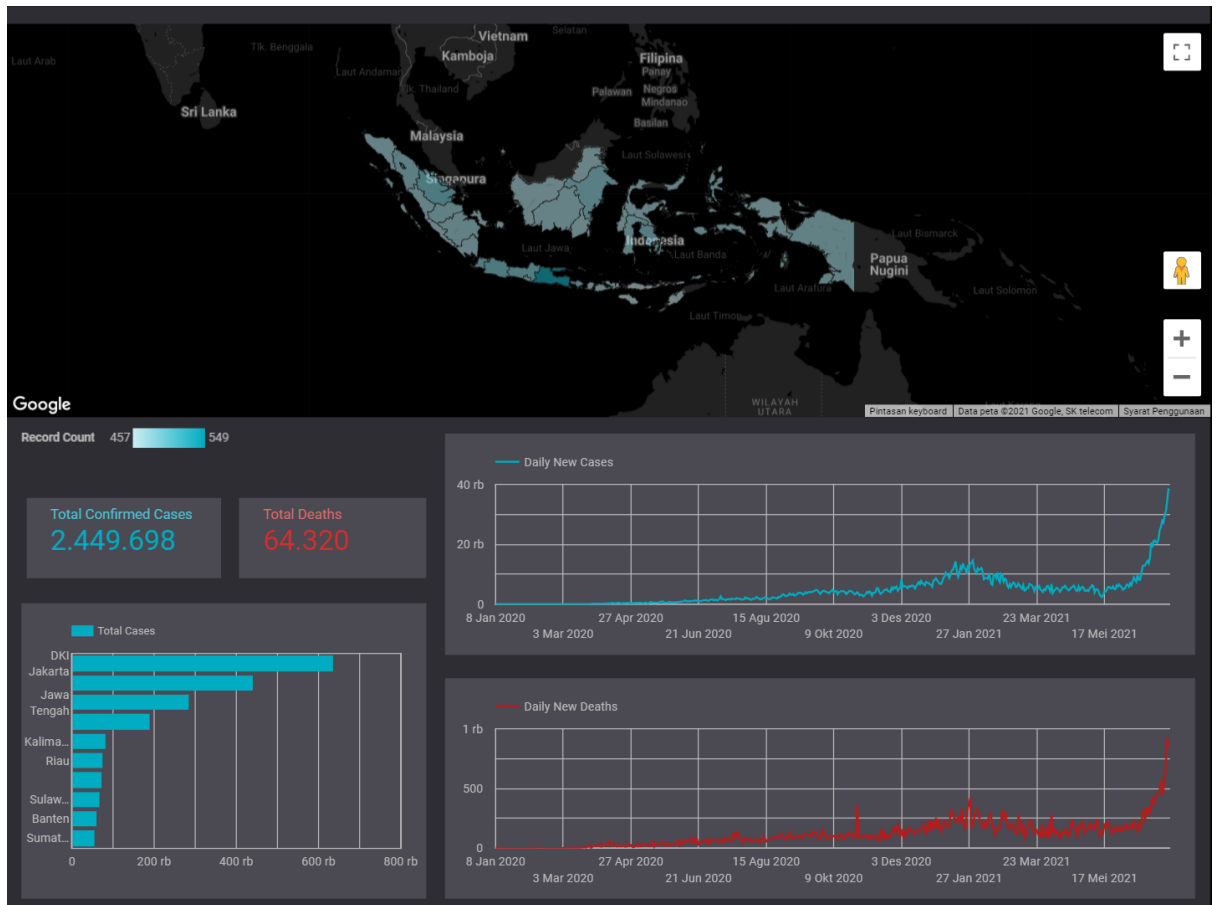 Selatan
Vietnam
Tlk. Benggala
Kamboja
Laut Arab
Filipina
Laut Andaman
Panay
Tlk. Thailand
Palawan
Negros
Mindanao
Sri Lanka
Basilan
Malaysia
Laut Sulawesi
Singapura
Laut Bismarck
Laut Jawa
Indonesia
Laut Banda
Papua
Nugini
Laut Arafura
Laut Solomon
Laut Timor
WILAYAH
UTARA
Google
Pintasan keyboard
Data peta ©2021 Google, SK telecom
Syarat Penggunaan
Record Count 457 549
Total Confirmed Cases
2.449.698
Total Deaths
64.320
Total Cases
DKI
Jakarta
Jawa
Tengah
Kalima...
Riau
Sulaw...
Banten
Sumat...
0 200 rb 400 rb 600 rb 800 rb
Daily New Cases
40 rb
20 rb
0
8 Jan 2020 27 Apr 2020 15 Agu 2020 3 Des 2020 23 Mar 2021
3 Mar 2020 21 Jun 2020 9 Okt 2020 27 Jan 2021 17 Mei 2021
Daily New Deaths
1 rb
500
0
8 Jan 2020 27 Apr 2020 15 Agu 2020 3 Des 2020 23 Mar 2021
3 Mar 2020 21 Jun 2020 9 Okt 2020 27 Jan 2021 17 Mei 2021